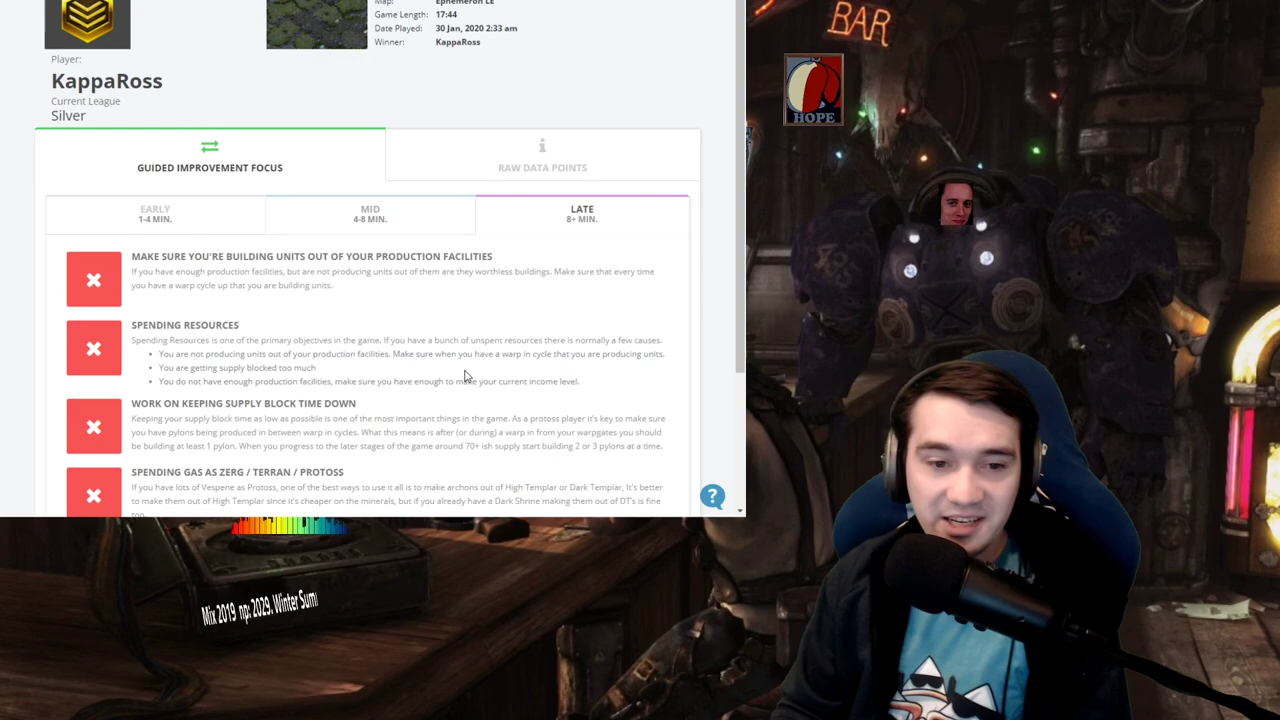 BAR
HOPE
Map: Ephemeron LE
Game Length: 17:44
Date Played: 30 Jan, 2020 2:33 am
Winner: KappaRoss
Player:
KappaRoss
Current League
Silver
GUIDED IMPROVEMENT FOCUS
RAW DATA POINTS
EARLY
1-4 MIN.
MID
4-8 MIN.
LATE
8+ MIN.
MAKE SURE YOU'RE BUILDING UNITS OUT OF YOUR PRODUCTION FACILITIES
If you have enough production facilities, but are not producing units out of them are they worthless buildings. Make sure that every time
you have a warp cycle up that you are building units.
SPENDING RESOURCES
Spending Resources is one of the primary objectives in the game. If you have a bunch of unspent resources there is normally a few causes.
• You are not producing units out of your production facilities. Make sure when you have a warp in cycle that you are producing units.
• You are getting supply blocked too much
• You do not have enough production facilities, make sure you have enough to your current income level.
WORK ON KEEPING SUPPLY BLOCK TIME DOWN
Keeping your supply block time as low as possible is one of the most important things in the game. As a protoss player it's key to make sure
you have pylons being produced in between warp in cycles. What this means is after (or during) a warp in from your warpgates you should
be building at least 1 pylon. When you progress to the later stages of the game around 70+ ish supply start building 2 or 3 pylons at a time.
SPENDING GAS AS ZERG / TERRAN / PROTOSS
If you have lots of Vespene as Protoss, one of the best ways to use it all is to make archons out of High Templar or Dark Templar, It's better
to make them out of High Templar since it's cheaper on the minerals, but if you already have a Dark Shrine making them out of DT's is fine
too.
?
Mix 2019 np: 2029. Winter Sum